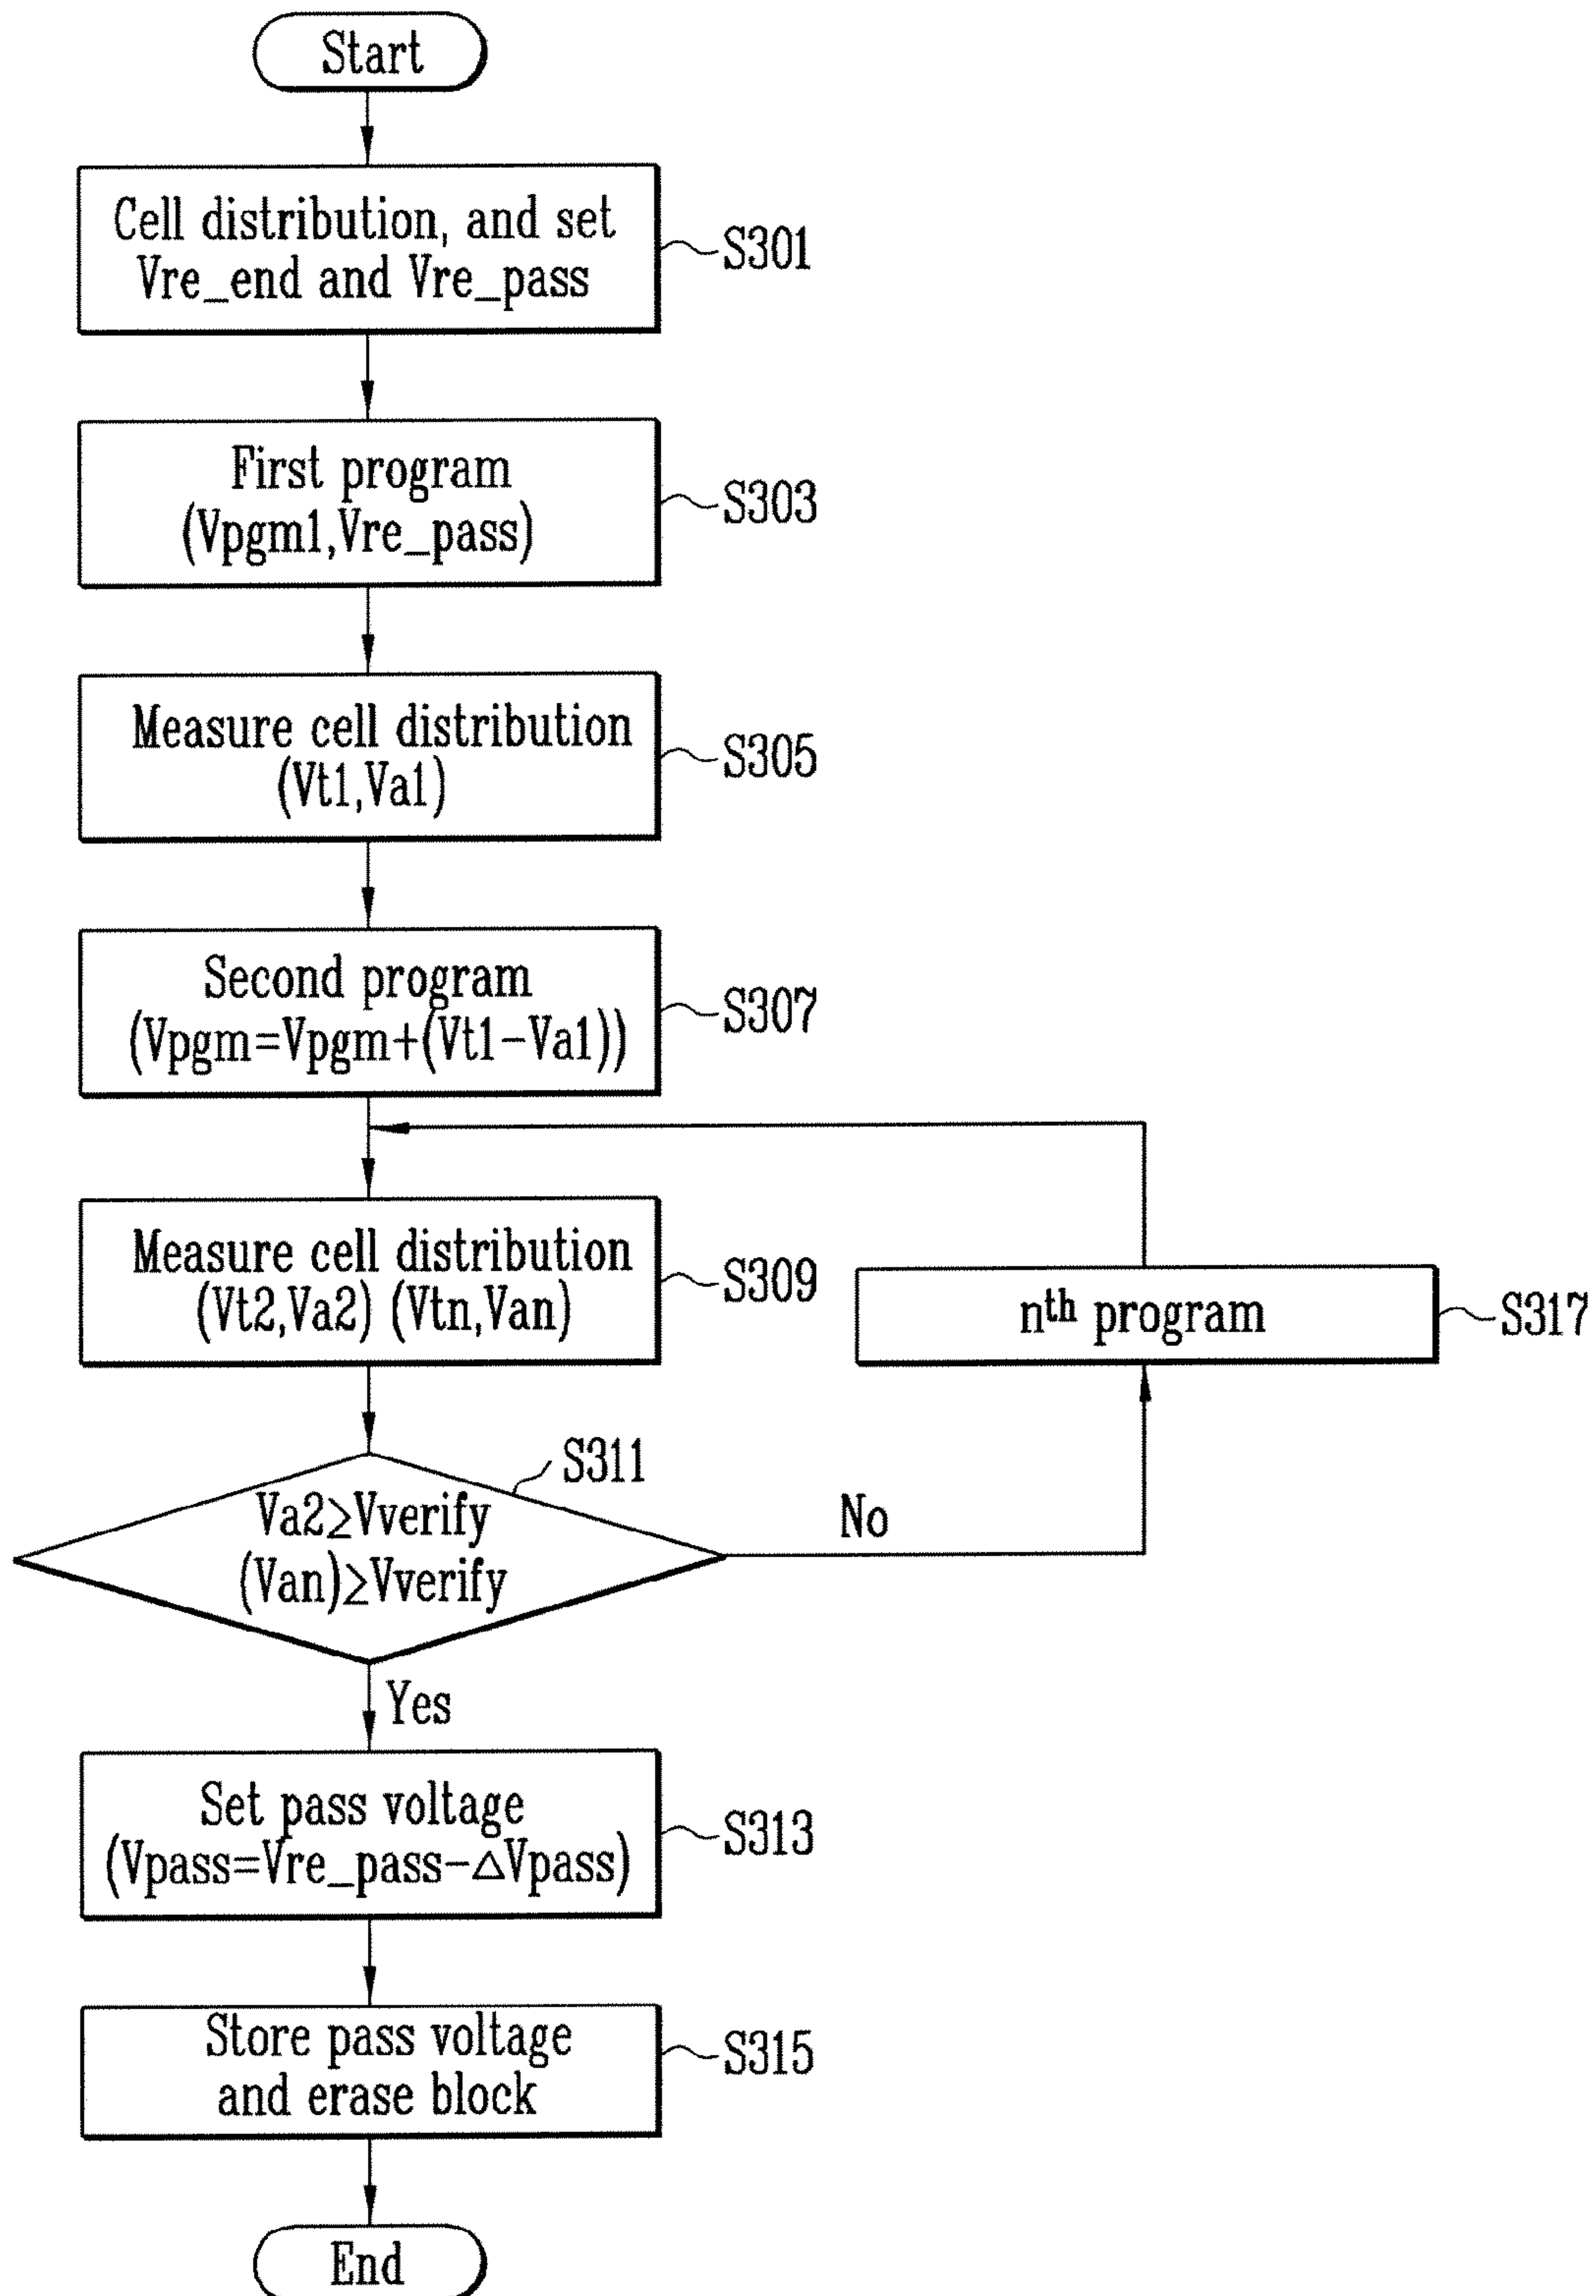 Start
Cell distribution, and set
Vre_end and Vre_pass
S301
First program
(Vpgm1,Vre_pass)
S303
Measure cell distribution
(Vt1,Va1)
S305
Second program
(Vpgm=Vpgm+(Vt1-Va1))
S307
Measure cell distribution
(Vt2,Va2) (Vtn,Van)
S309
nth program
S317
S311
Va2≥Vverify
(Van)≥Vverify
No
Yes
Set pass voltage
(Vpass=Vre_pass-△Vpass)
S313
Store pass voltage
and erase block
S315
End